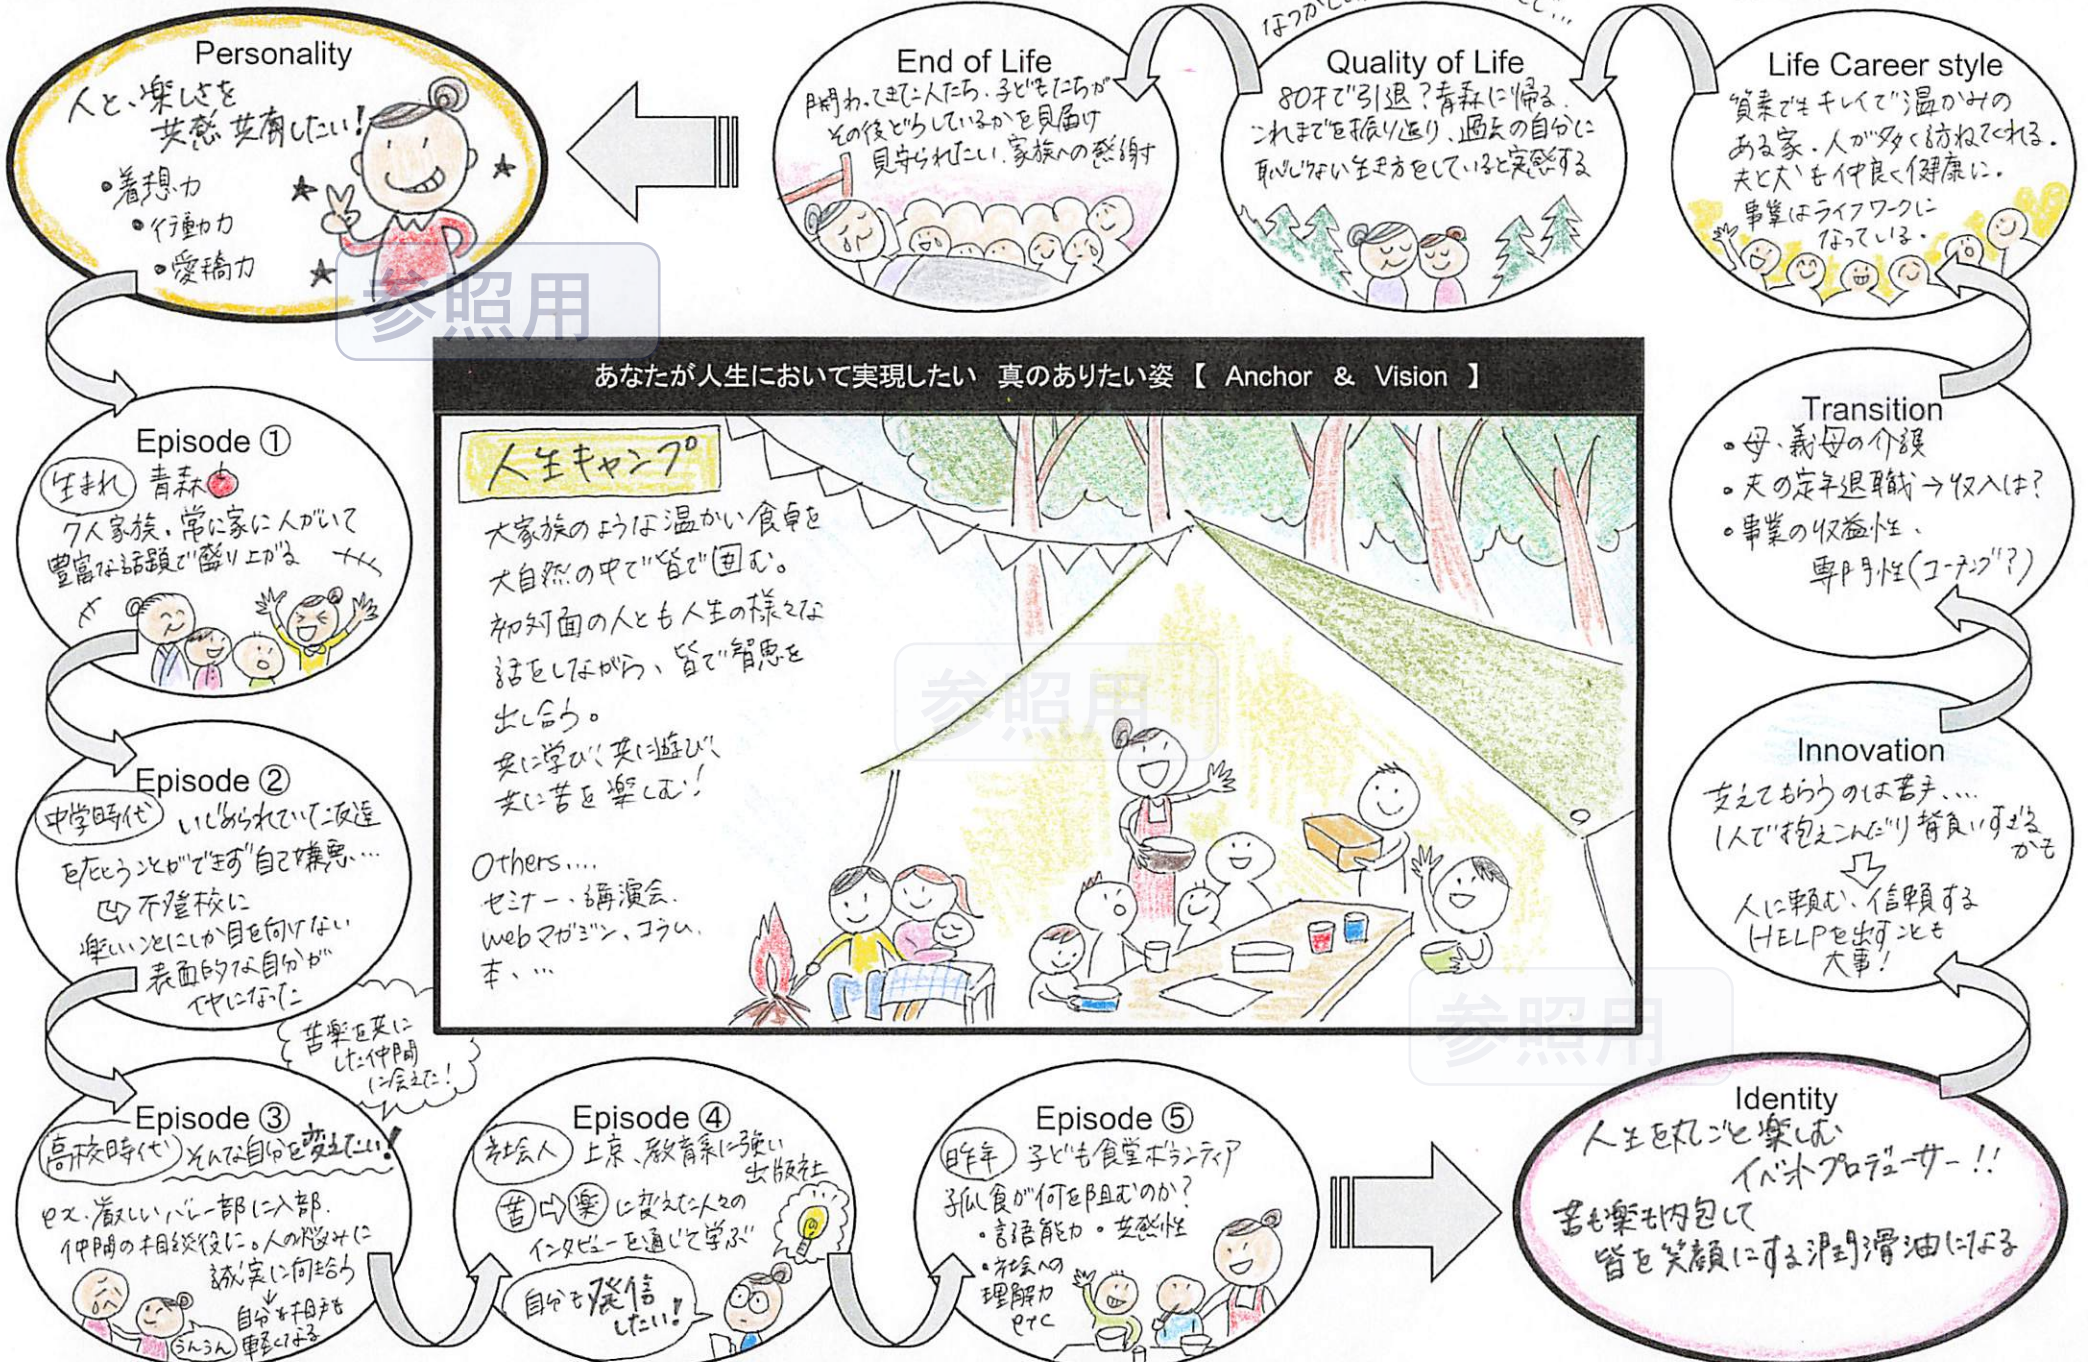 Personality
人と、楽しさを
共感 共有したい!
•着想力
•行動力
•愛嬌力
Episode ①
生まれ 青森
7人家族。常に家に人がいて
豊富な話題で盛り上がる
Episode ②
中学時代 いじめられていた友達
をかばうことができず自己嫌悪…
⇨不登校に
楽しいことにしか目を向けない
表面的な自分が
イヤになった
Episode ③
高校時代 そんな自分を変えたい!
ex. 厳しいバレー部に入部.
仲間の相談役に。人の悩みに
誠実に向き合う
↓
自分も相手も
軽くなる
うんうん
苦楽を共に
した仲間
に会えた!
Episode ④
社会人 上京、教育系に強い
出版社
苦⇨楽 に変えた人々の
インタビューを通じて学ぶ
自分も発信
したい!
Episode ⑤
昨年 子ども食堂ボランティア
孤食が何を阻むのか?
•言語能力 •共感性
•社会への
理解力
etc
Identity
人生を丸ごと楽しむ
イベントプロデューサー!!
苦も楽も内包して
皆を笑顔にする潤滑油になる
Innovation
支えてもらうのは苦手….
1人で抱えこんだり背負いすぎる
かも
人に頼む、信頼する
HELPを出すことも
大事!
Transition
•母、義母の介護
•夫の定年退職→収入は?
•事業の収益性、
専門性(コーチング?)
Life Career style
質素でもキレイで温かみの
ある家。人が多く訪ねてくれる。
夫と犬も仲良く健康に。
事業はライフワークに
なっている。
Quality of Life
80才で引退?青森に帰る.
これまでを振り返り、過去の自分に
恥じない生き方をしていると実感する
End of Life
関わってきた人たち、子どもたちが
その後どうしているかを見届け
見守られたい、家族への感謝
あなたが人生において実現したい 真のありたい姿 【 Anchor & Vision 】
人生キャンプ
大家族のような温かい食卓を
大自然の中で皆で囲む。
初対面の人とも人生の様々な
話をしながら、皆で智恵を
出し合う。
共に学び、共に遊び、
共に苦を楽しむ!
Others….
セミナー、講演会、
webマガジン、コラム、
本、…
参照用
参照用
参照用